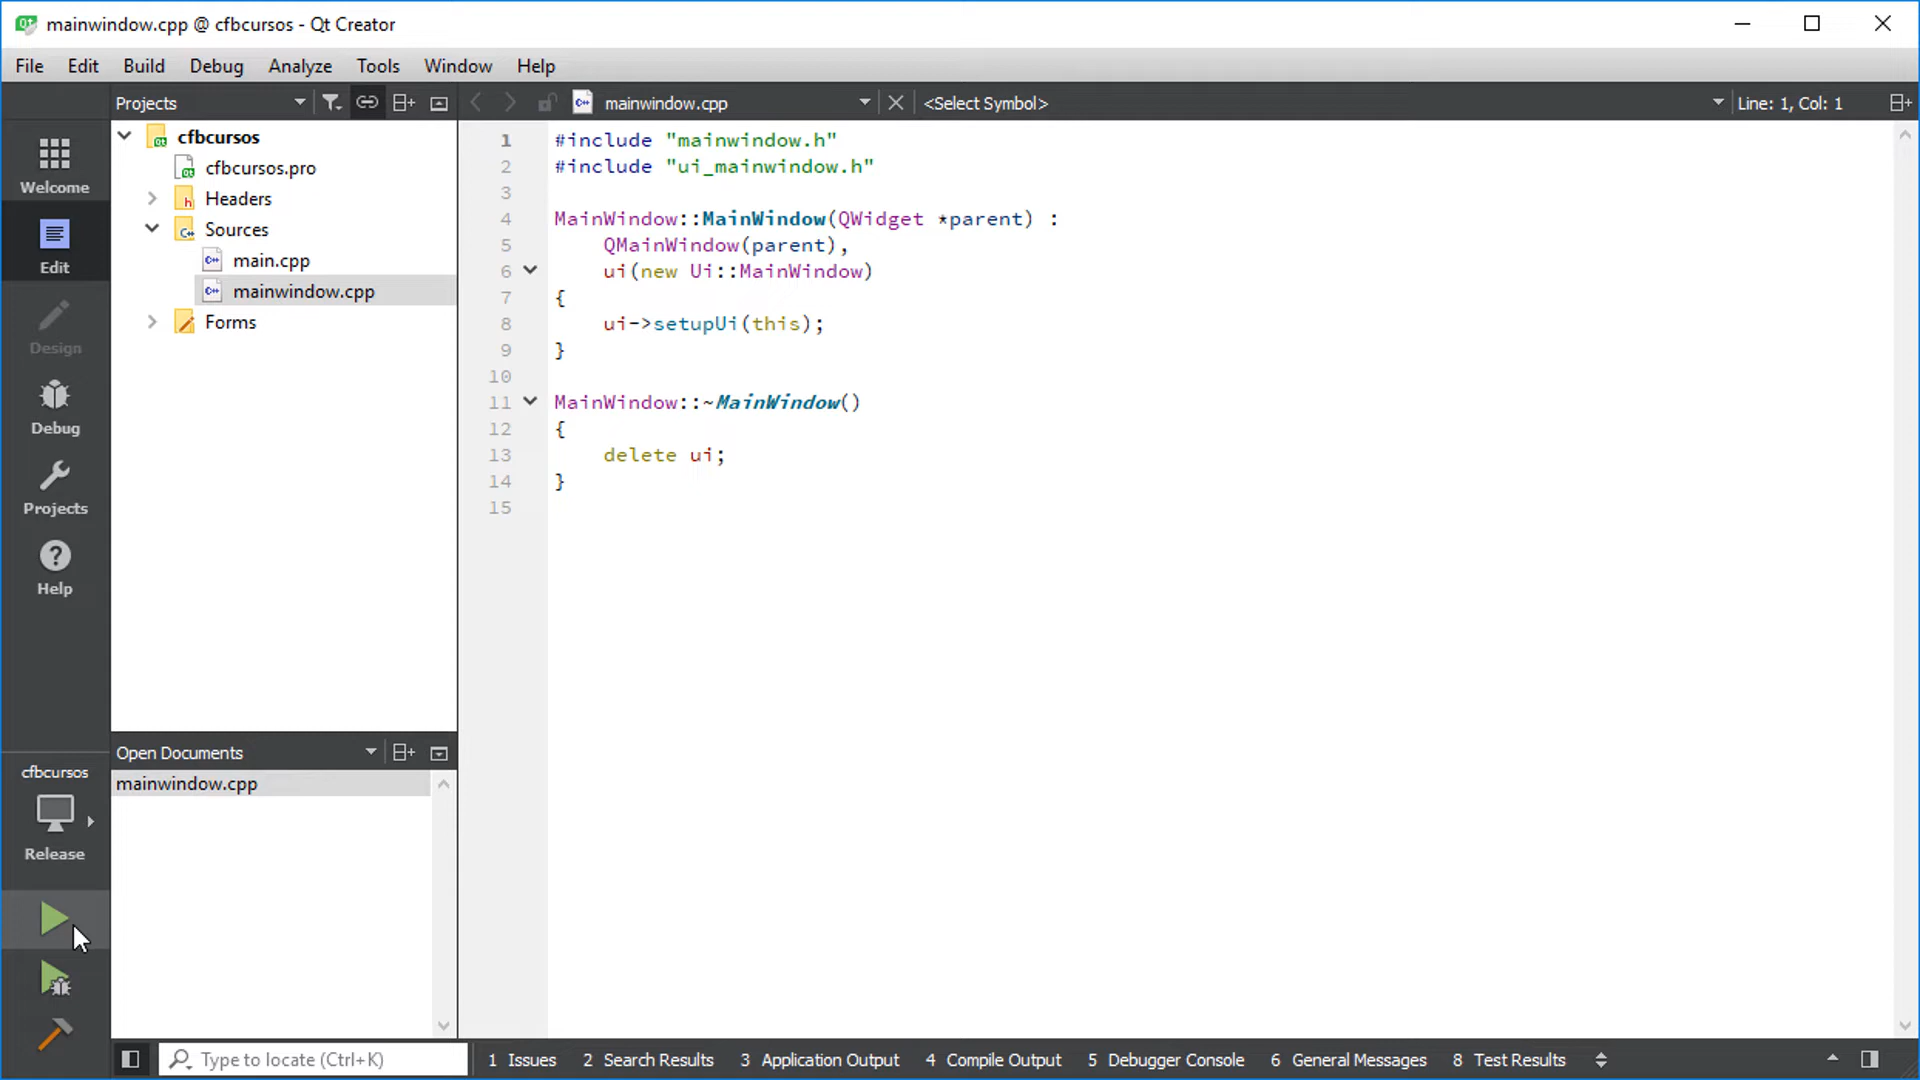 mainwindow.cpp @ cfbcursos - Qt Creator
File Edit Build Debug Analyze Tools Window Help
Projects
mainwindow.cpp
<Select Symbol>
Line: 1, Col: 1
Welcome
Edit
Design
Debug
Projects
Help
cfbcursos
Release
cfbcursos
cfbcursos.pro
Headers
Sources
main.cpp
mainwindow.cpp
Forms
Open Documents
mainwindow.cpp
1 #include "mainwindow.h"
2 #include "ui_mainwindow.h"
3
4 MainWindow::MainWindow(QWidget *parent) :
5     QMainWindow(parent),
6     ui(new Ui::MainWindow)
7 {
8     ui->setupUi(this);
9 }
10
11 MainWindow::~MainWindow()
12 {
13     delete ui;
14 }
15
Type to locate (Ctrl+K)
1 Issues 2 Search Results 3 Application Output 4 Compile Output 5 Debugger Console 6 General Messages 8 Test Results